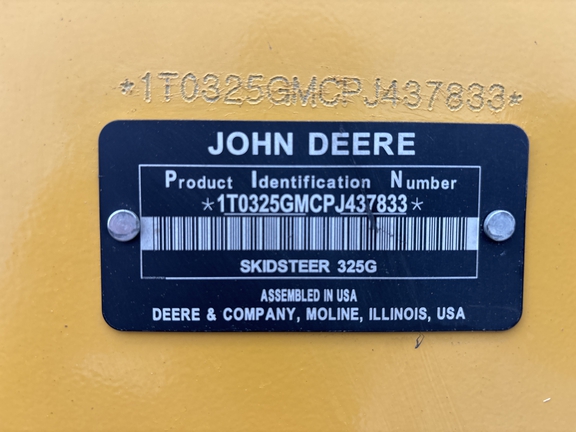 *1T0325GMCPJ437833*
JOHN DEERE
Product Identification Number
*1T0325GMCPJ437833*
SKIDSTEER 325G
ASSEMBLED IN USA
DEERE & COMPANY, MOLINE, ILLINOIS, USA